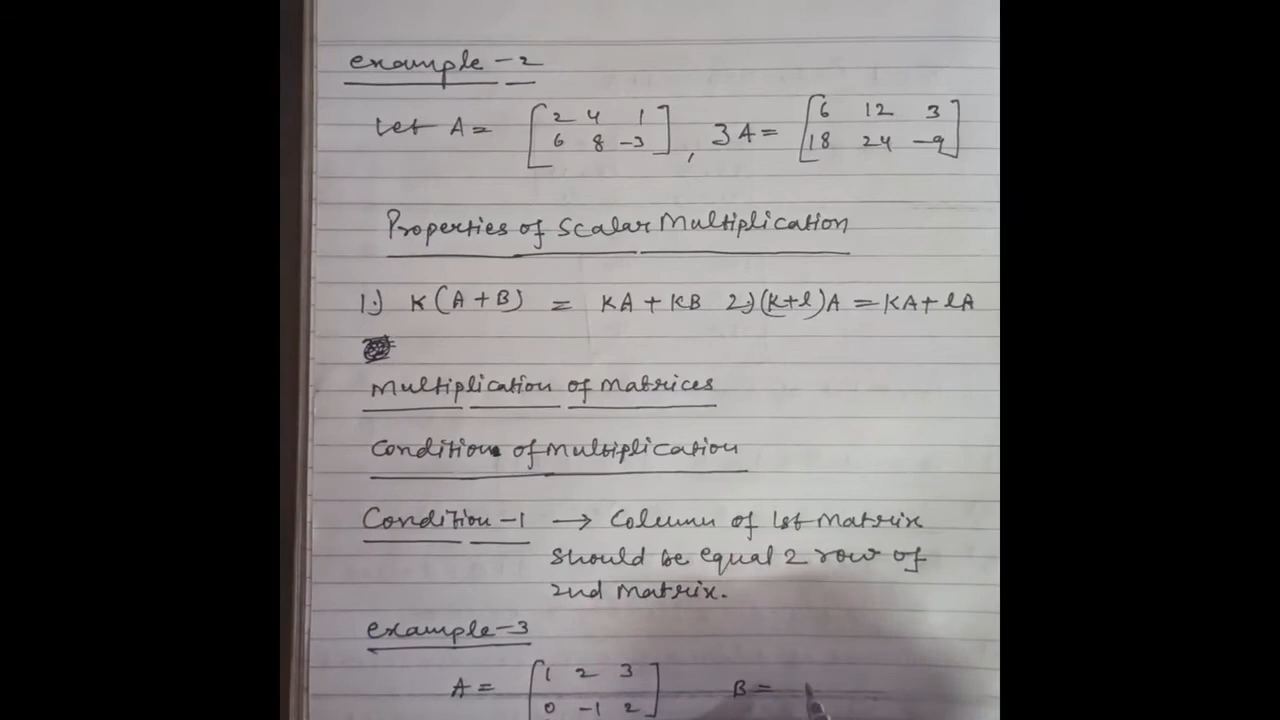 example-2
Let A = [2 4 1
6 8 -3], 3A = [6 12 3
18 24 -9]
Properties of Scalar Multiplication
1.) K(A+B) = KA+KB 2.) (K+l)A = KA+lA
Multiplication of Matrices
Condition of Multiplication
Condition-1 → Column of 1st Matrix
should be equal 2 row of
2nd Matrix.
example-3
A = [1 2 3 B =
0 -1 2]